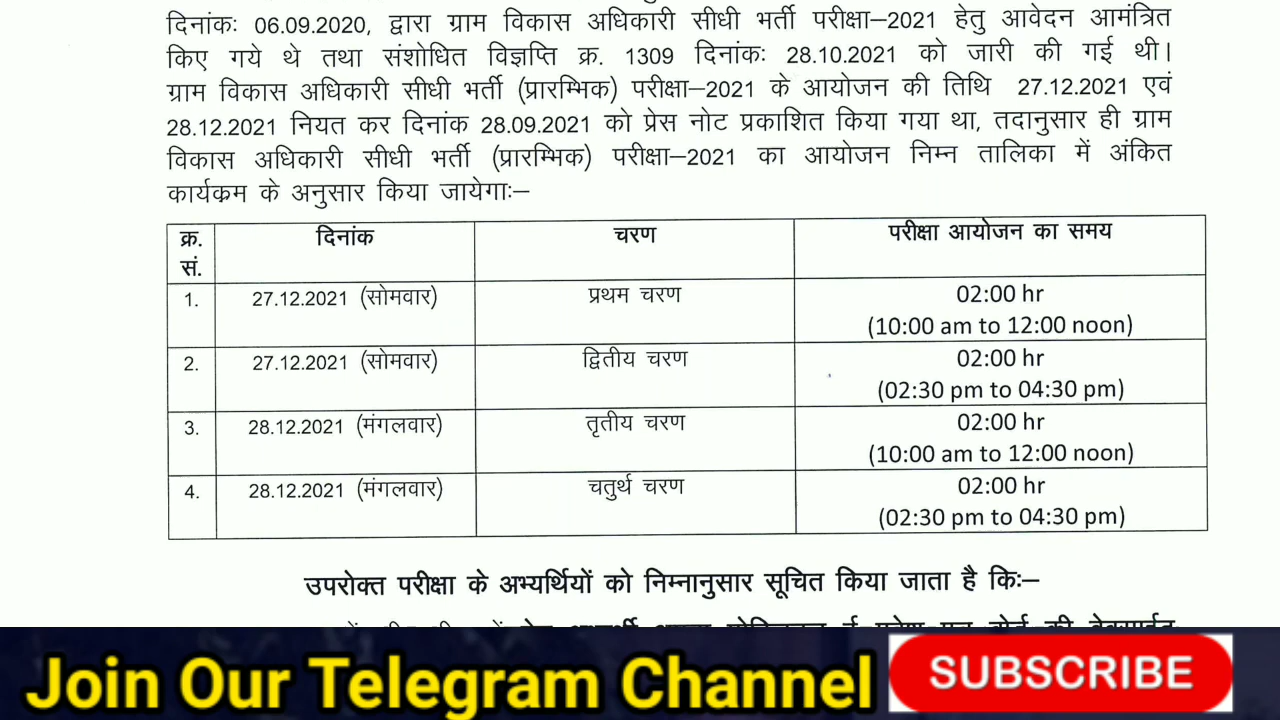 दिनांकः 06.09.2020, द्वारा ग्राम विकास अधिकारी सीधी भर्ती परीक्षा–2021 हेतु आवेदन आमंत्रित
किए गये थे तथा संशोधित विज्ञप्ति क्र. 1309 दिनांकः 28.10.2021 को जारी की गई थी।
ग्राम विकास अधिकारी सीधी भर्ती (प्रारम्भिक) परीक्षा–2021 के आयोजन की तिथि 27.12.2021 एवं
28.12.2021 नियत कर दिनांक 28.09.2021 को प्रेस नोट प्रकाशित किया गया था, तदानुसार ही ग्राम
विकास अधिकारी सीधी भर्ती (प्रारम्भिक) परीक्षा–2021 का आयोजन निम्न तालिका में अंकित
कार्यक्रम के अनुसार किया जायेगाः–
क्र. सं. दिनांक चरण परीक्षा आयोजन का समय
1. 27.12.2021 (सोमवार) प्रथम चरण 02:00 hr
(10:00 am to 12:00 noon)
2. 27.12.2021 (सोमवार) द्वितीय चरण 02:00 hr
(02:30 pm to 04:30 pm)
3. 28.12.2021 (मंगलवार) तृतीय चरण 02:00 hr
(10:00 am to 12:00 noon)
4. 28.12.2021 (मंगलवार) चतुर्थ चरण 02:00 hr
(02:30 pm to 04:30 pm)
उपरोक्त परीक्षा के अभ्यर्थियों को निम्नानुसार सूचित किया जाता है किः–
Join Our Telegram Channel SUBSCRIBE